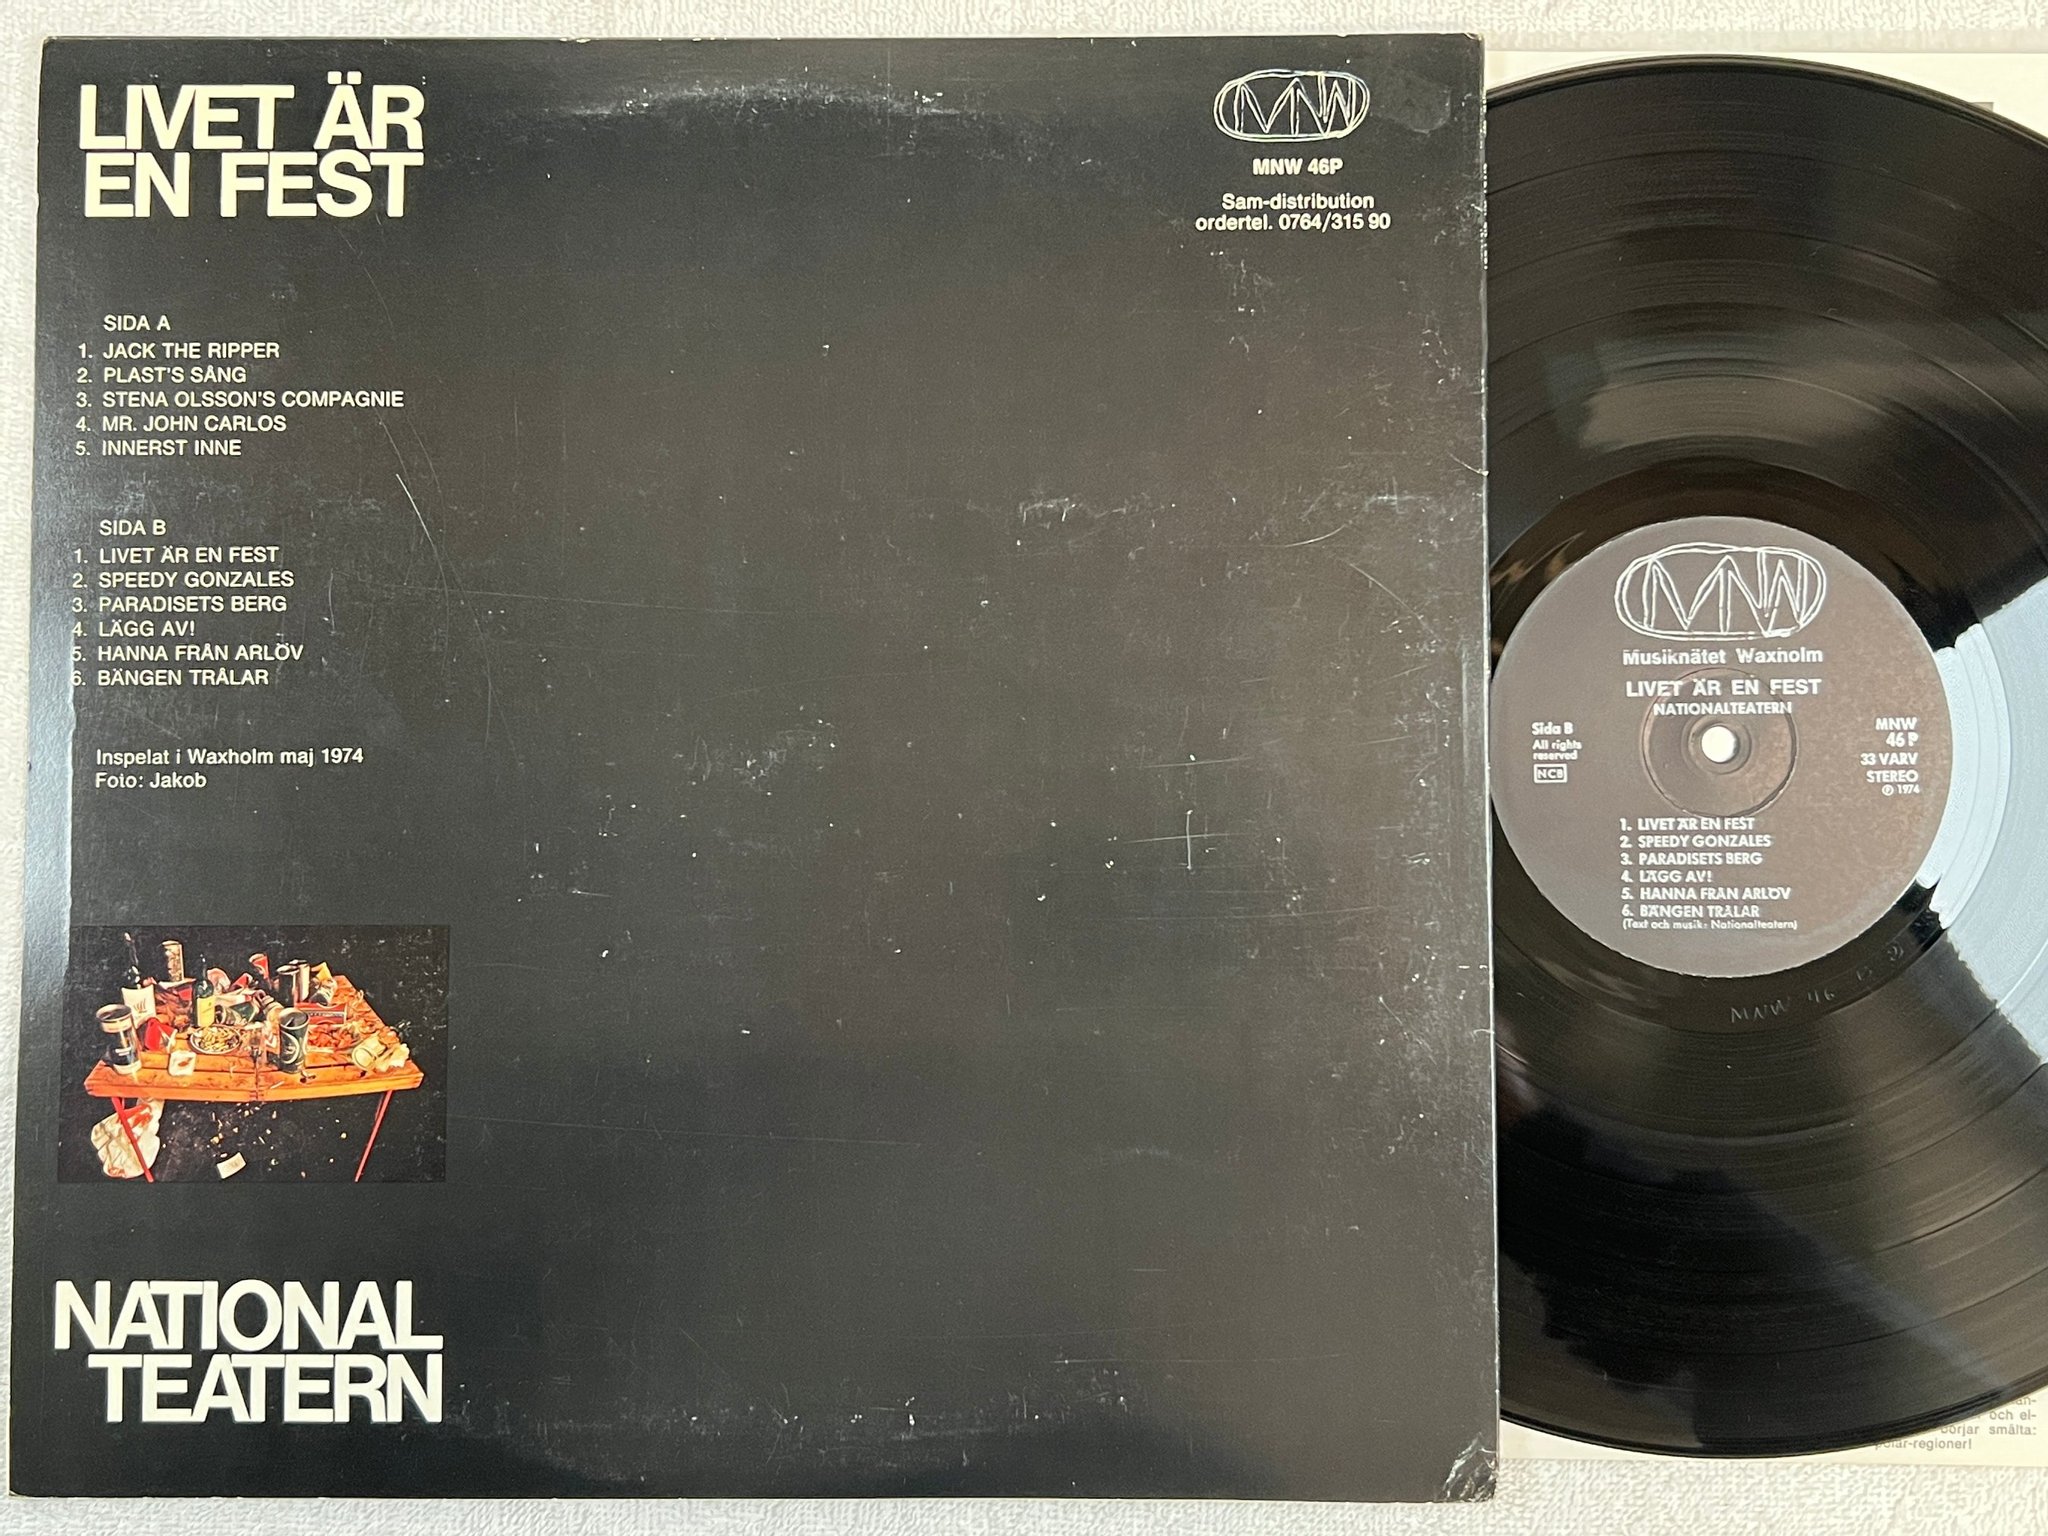 LIVET ÄR
EN FEST
MNW
MNW 46P
Sam-distribution
ordertel. 0764/315 90
SIDA A
1. JACK THE RIPPER
2. PLAST'S SÅNG
3. STENA OLSSON'S COMPAGNIE
4. MR. JOHN CARLOS
5. INNERST INNE
SIDA B
1. LIVET ÄR EN FEST
2. SPEEDY GONZALES
3. PARADISETS BERG
4. LÄGG AV!
5. HANNA FRÅN ARLÖV
6. BÄNGEN TRÅLAR
Inspelat i Waxholm maj 1974
Foto: Jakob
NATIONAL
TEATERN
MNW
Musiknätet Waxholm
LIVET ÄR EN FEST
NATIONALTEATERN
Sida B
All rights
reserved
NCB
MNW
46 P
33 VARV
STEREO
℗ 1974
1. LIVET ÄR EN FEST
2. SPEEDY GONZALES
3. PARADISETS BERG
4. LÄGG AV!
5. HANNA FRÅN ARLÖV
6. BÄNGEN TRÅLAR
(Text och musik: Nationalteatern)
MNW 46 B
och el-
börjar smälta:
polar-regioner!